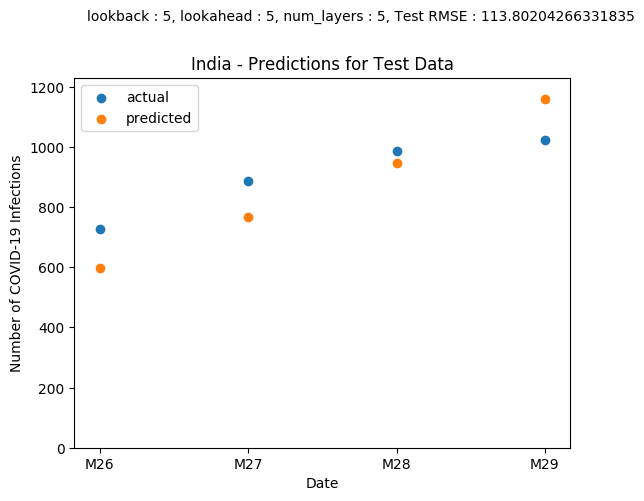 lookback : 5, lookahead : 5, num_layers : 5, Test RMSE : 113.80204266331835
India - Predictions for Test Data
actual
predicted
Number of COVID-19 Infections
1200
1000
800
600
400
200
0
M26 M27 M28 M29
Date